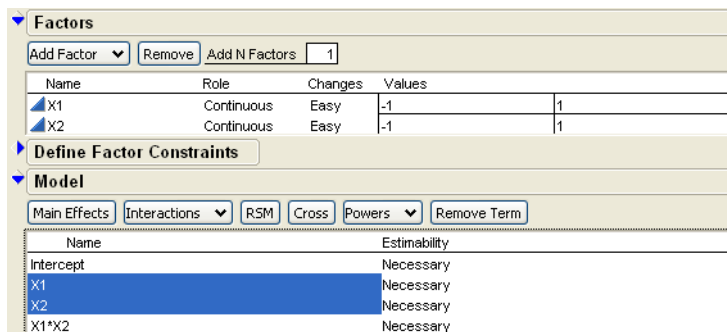 Factors
Add Factor Remove Add N Factors 1
Name Role Changes Values
X1 Continuous Easy -1 1
X2 Continuous Easy -1 1
Define Factor Constraints
Model
Main Effects Interactions RSM Cross Powers Remove Term
Name Estimability
Intercept Necessary
X1 Necessary
X2 Necessary
X1*X2 Necessary